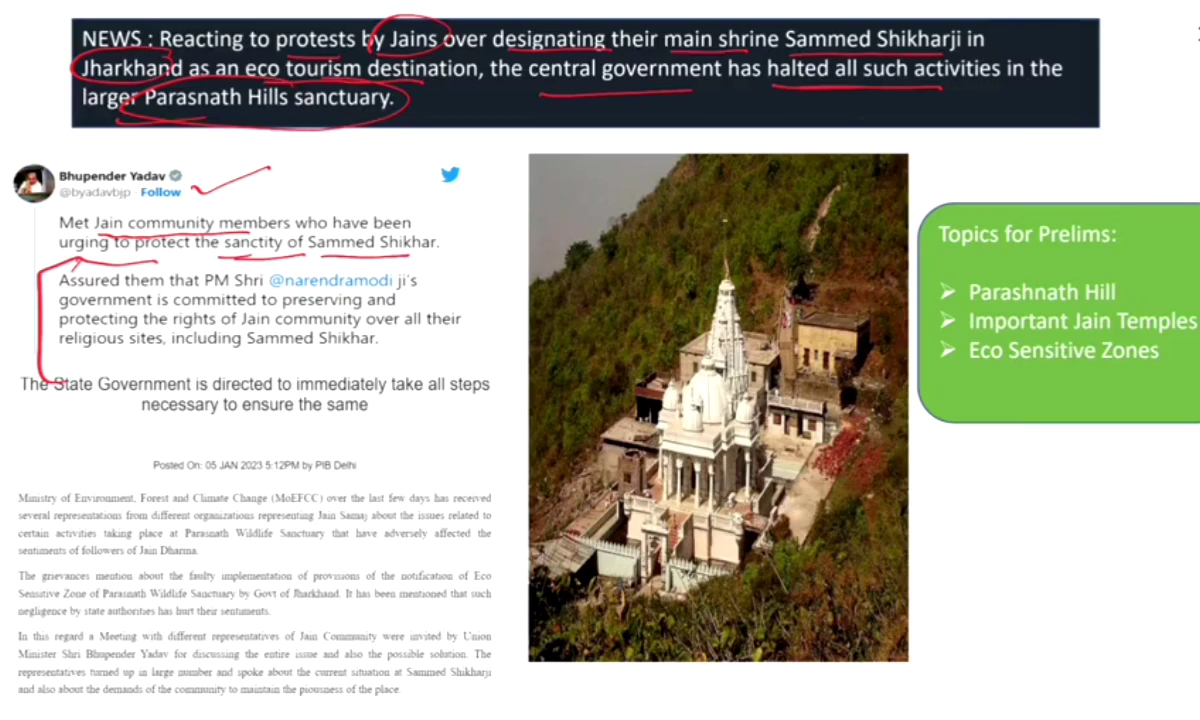 NEWS : Reacting to protests by Jains over designating their main shrine Sammed Shikharji in
Jharkhand as an eco tourism destination, the central government has halted all such activities in the
larger Parasnath Hills sanctuary.
Bhupender Yadav
@byadavbjp · Follow
Met Jain community members who have been
urging to protect the sanctity of Sammed Shikhar.
Assured them that PM Shri @narendramodi ji's
government is committed to preserving and
protecting the rights of Jain community over all their
religious sites, including Sammed Shikhar.
The State Government is directed to immediately take all steps
necessary to ensure the same
Posted On: 05 JAN 2023 5:12PM by PIB Delhi
Ministry of Environment, Forest and Climate Change (MoEFCC) over the last few days has received
several representations from different organizations representing Jain Samaj about the issues related to
certain activities taking place at Parasnath Wildlife Sanctuary that have adversely affected the
sentiments of followers of Jain Dharma.
The grievances mention about the faulty implementation of provisions of the notification of Eco
Sensitive Zone of Parasnath Wildlife Sanctuary by Govt of Jharkhand. It has been mentioned that such
negligence by state authorities has hurt their sentiments.
In this regard a Meeting with different representatives of Jain Community were invited by Union
Minister Shri Bhupender Yadav for discussing the entire issue and also the possible solution. The
representatives turned up in large number and spoke about the current situation at Sammed Shikharji
and also about the demands of the community to maintain the piousness of the place.
Topics for Prelims:
Parashnath Hill
Important Jain Temples
Eco Sensitive Zones